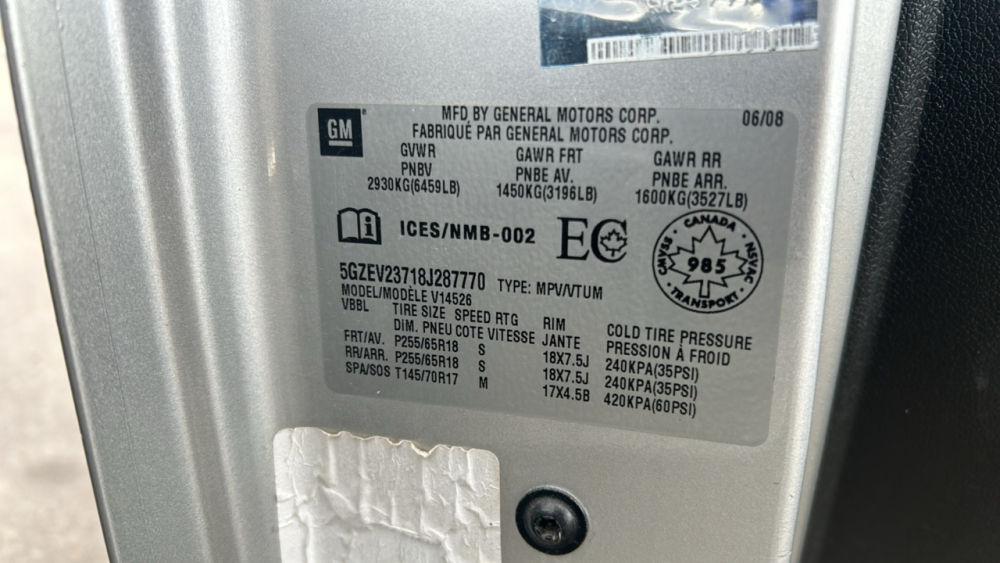 GM
MFD BY GENERAL MOTORS CORP. 06/08
FABRIQUÉ PAR GENERAL MOTORS CORP.
GVWR GAWR FRT GAWR RR
PNBV PNBE AV. PNBE ARR.
2930KG(6459LB) 1450KG(3196LB) 1600KG(3527LB)
ICES/NMB-002 EC
CANADA
CMVSS 985 NSVAC
TRANSPORT
5GZEV23718J287770 TYPE: MPV/VTUM
MODEL/MODÈLE V14526
VBBL TIRE SIZE SPEED RTG RIM COLD TIRE PRESSURE
DIM. PNEU COTE VITESSE JANTE PRESSION À FROID
FRT/AV. P255/65R18 S 18X7.5J 240KPA(35PSI)
RR/ARR. P255/65R18 S 18X7.5J 240KPA(35PSI)
SPA/SOS T145/70R17 M 17X4.5B 420KPA(60PSI)